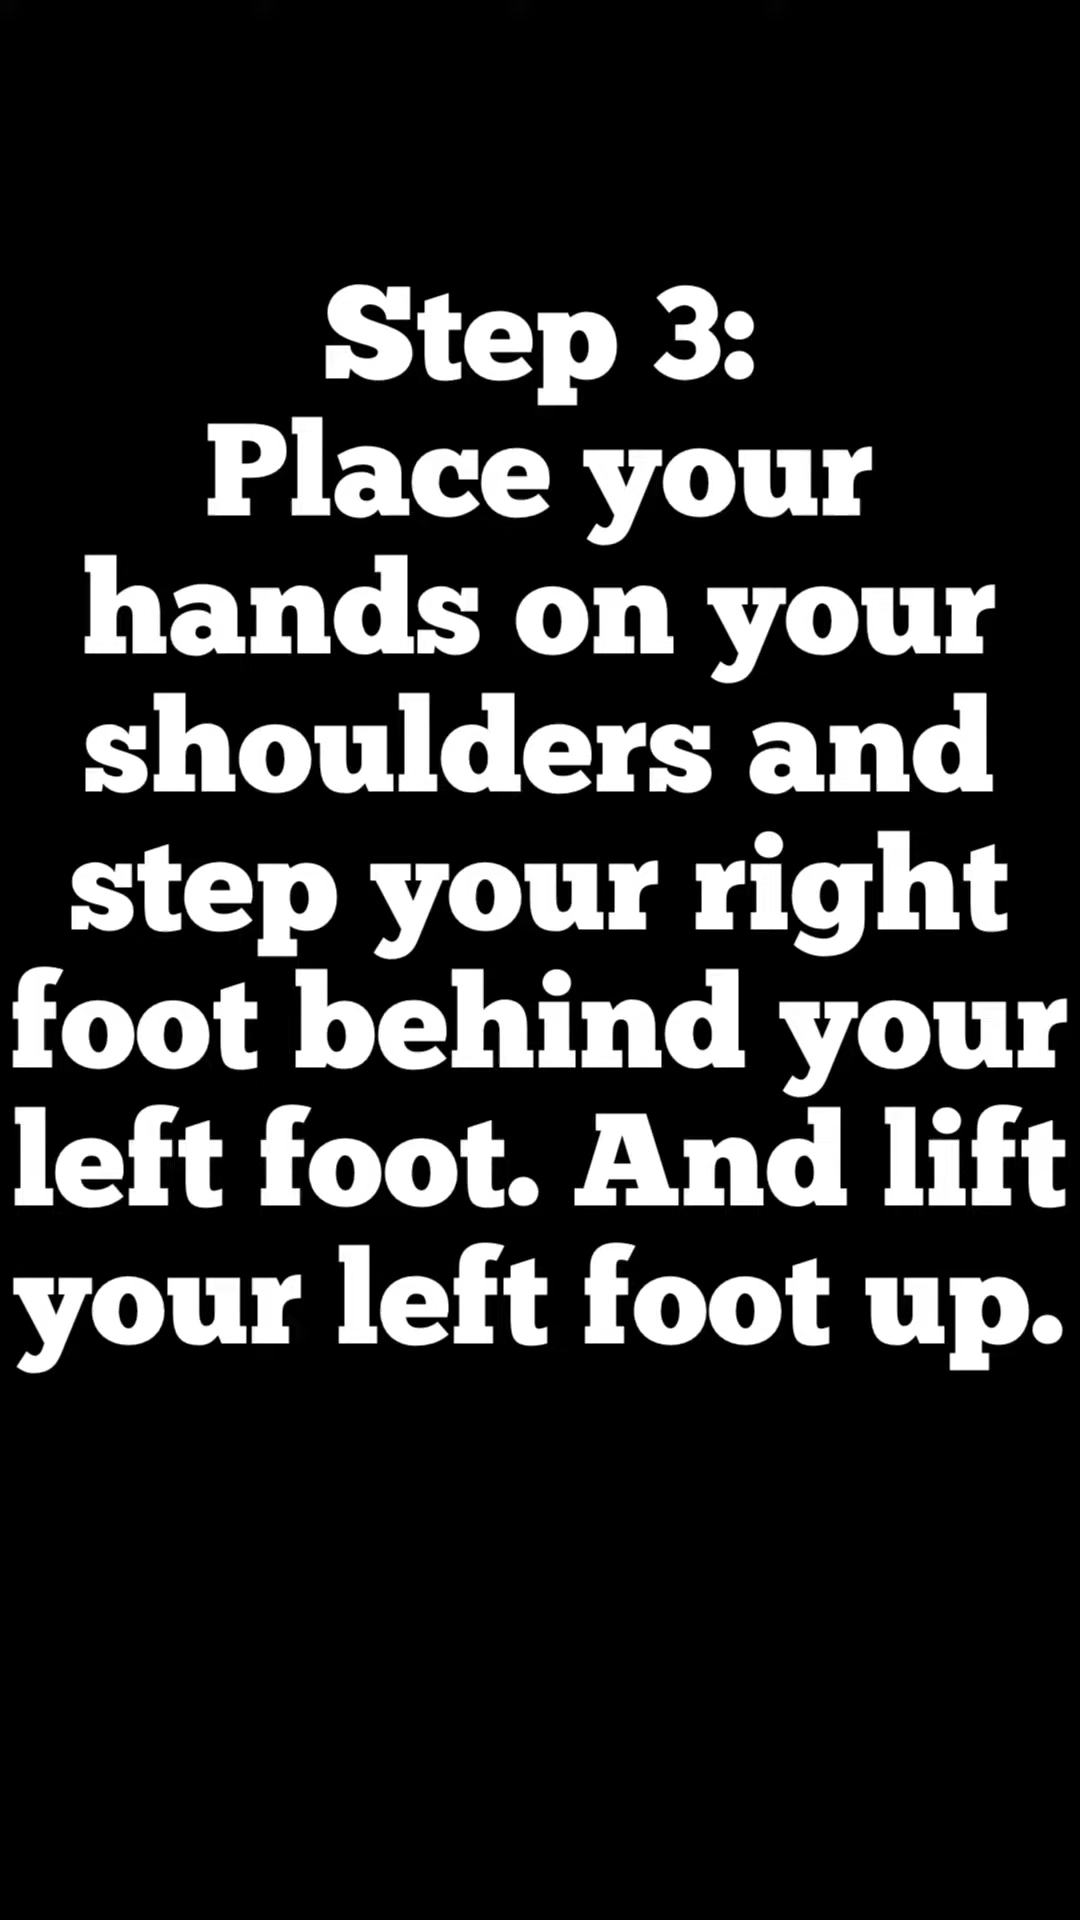 Step 3:
Place your
hands on your
shoulders and
step your right
foot behind your
left foot. And lift
your left foot up.